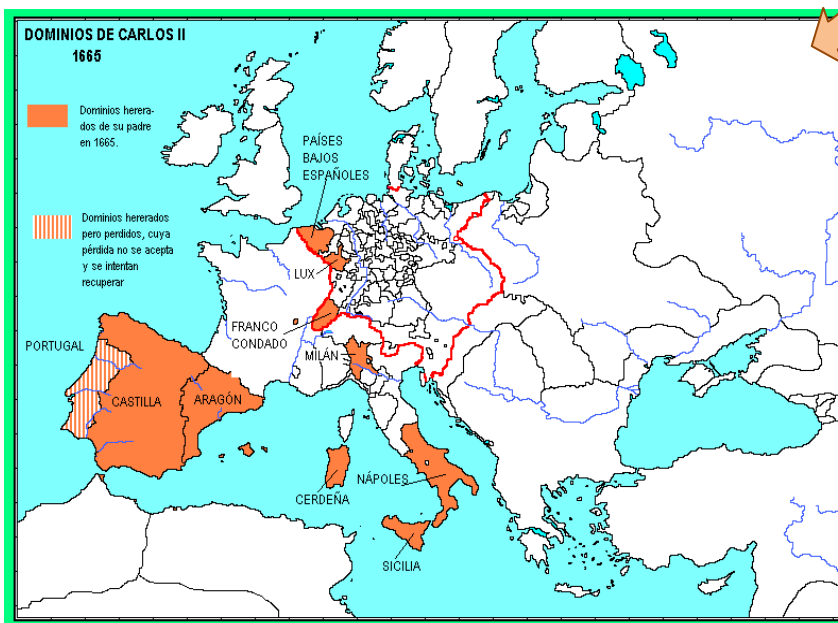 DOMINIOS DE CARLOS II
1665
Dominios herera-
dos de su padre
en 1665.
Dominios hererados
pero perdidos, cuya
pérdida no se acepta
y se intentan
recuperar
PAÍSES
BAJOS
ESPAÑOLES
LUX
FRANCO
CONDADO
MILÁN
PORTUGAL
CASTILLA
ARAGÓN
NÁPOLES
CERDEÑA
SICILIA